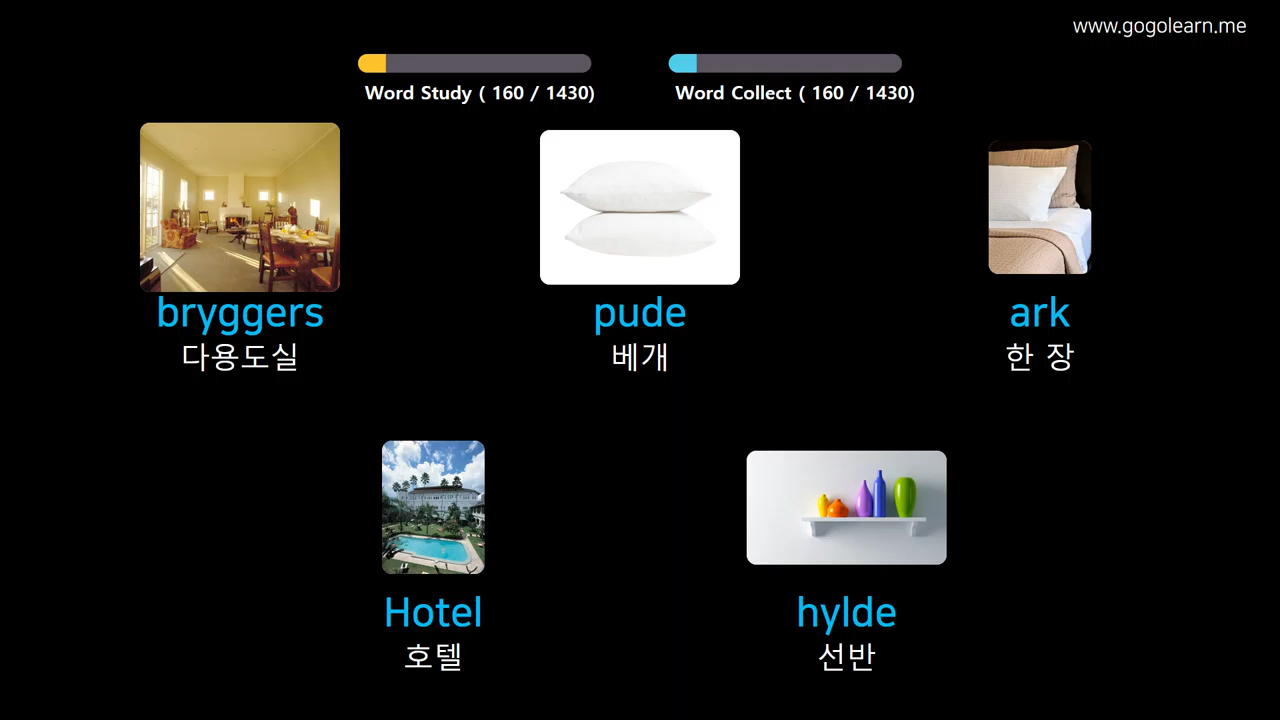 www.gogolearn.me
Word Study ( 160 / 1430)
Word Collect ( 160 / 1430)
bryggers
다용도실
pude
베개
ark
한 장
Hotel
호텔
hylde
선반